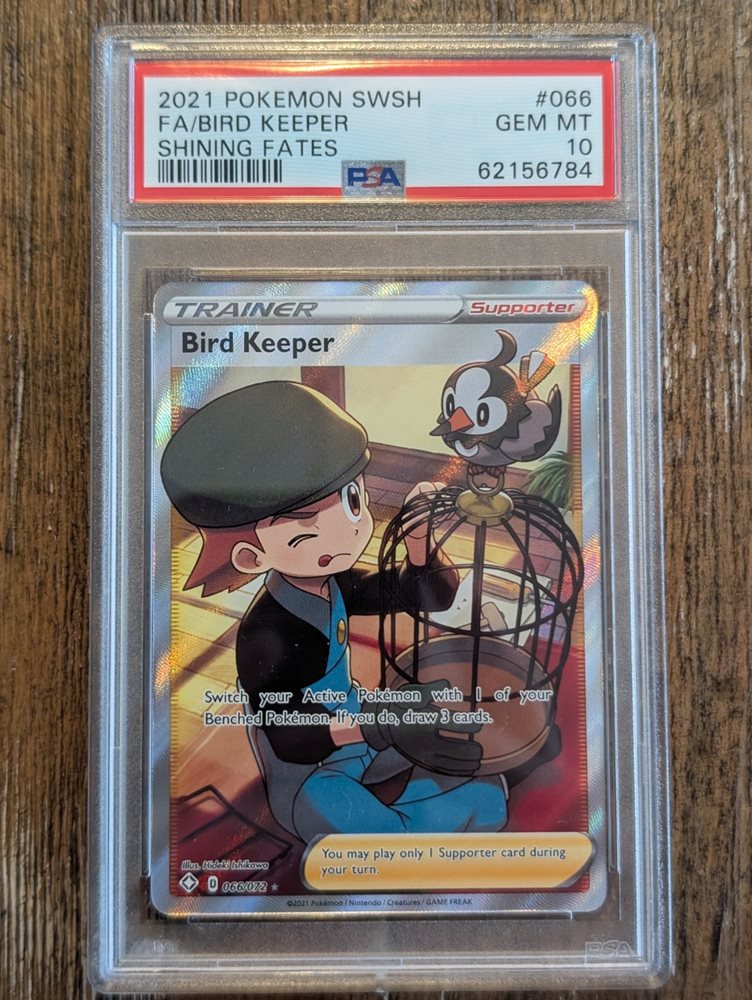 2021 POKEMON SWSH #066
FA/BIRD KEEPER GEM MT
SHINING FATES 10
PSA 62156784
TRAINER Supporter
Bird Keeper
Switch your Active Pokémon with 1 of your
Benched Pokémon. If you do, draw 3 cards.
You may play only 1 Supporter card during
your turn.
Illus. Hideki Ishikawa
D 066/072
©2021 Pokémon / Nintendo / Creatures / GAME FREAK
PSA